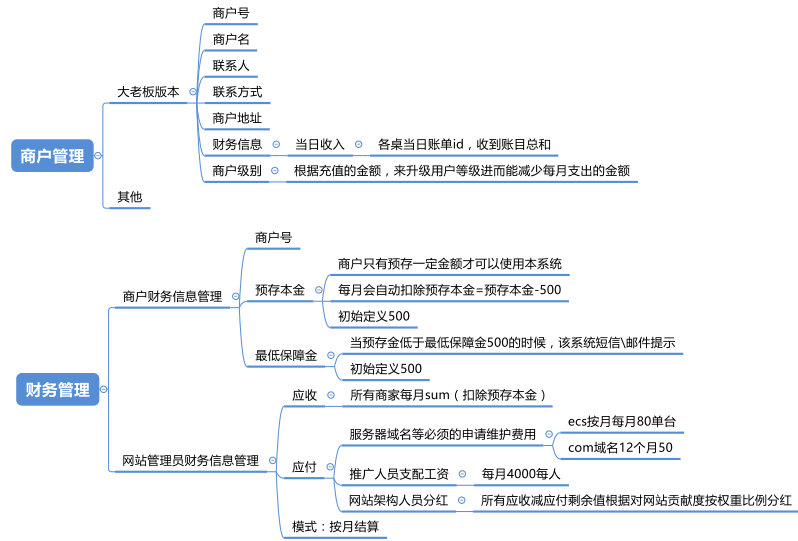 商户管理
大老板版本
商户号
商户名
联系人
联系方式
商户地址
财务信息
当日收入
各桌当日账单id，收到账目总和
商户级别
根据充值的金额，来升级用户等级进而能减少每月支出的金额
其他
财务管理
商户财务信息管理
商户号
预存本金
商户只有预存一定金额才可以使用本系统
每月会自动扣除预存本金=预存本金-500
初始定义500
最低保障金
当预存金低于最低保障金500的时候，该系统短信\邮件提示
初始定义500
网站管理员财务信息管理
应收
所有商家每月sum（扣除预存本金）
应付
服务器域名等必须的申请维护费用
ecs按月每月80单台
com域名12个月50
推广人员支配工资
每月4000每人
网站架构人员分红
所有应收减应付剩余值根据对网站贡献度按权重比例分红
模式：按月结算